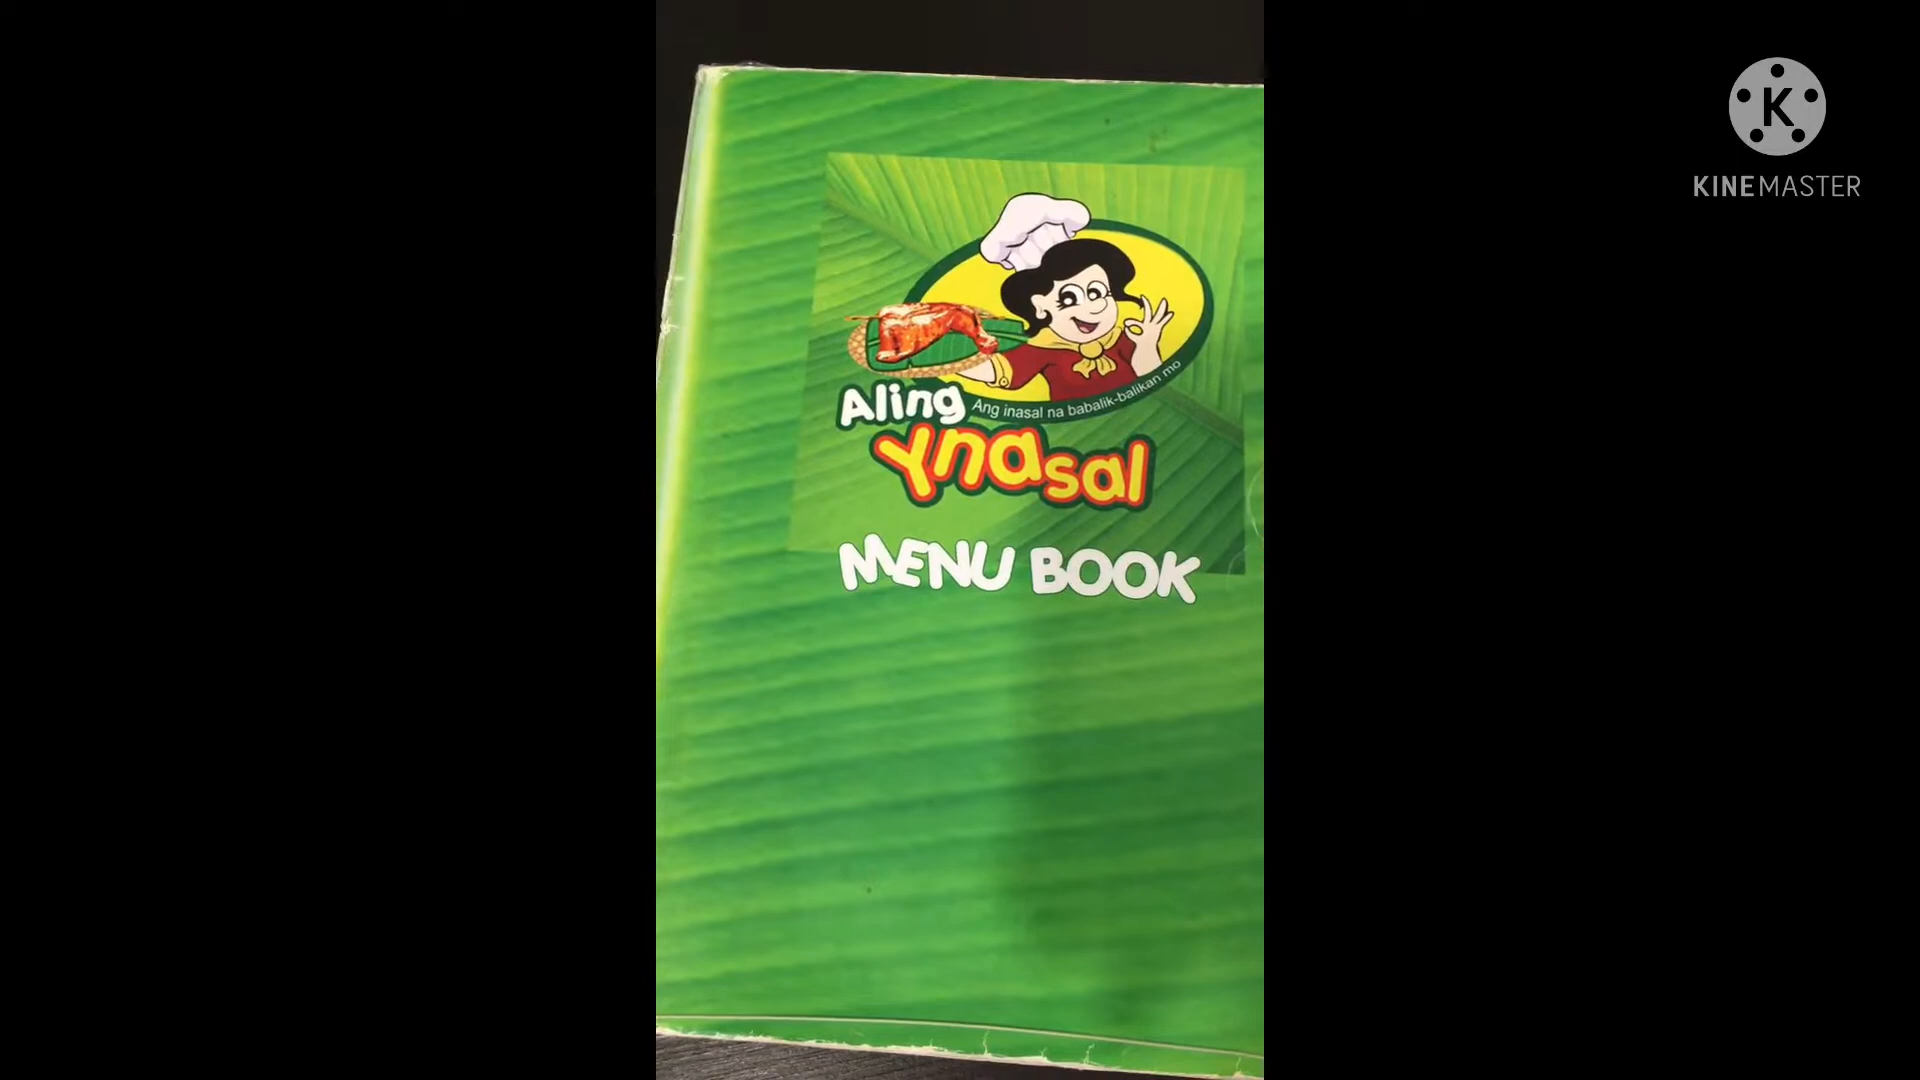 Aling
Ang inasal na babalik-balikan mo
Ynasal
MENU BOOK
K
KINEMASTER